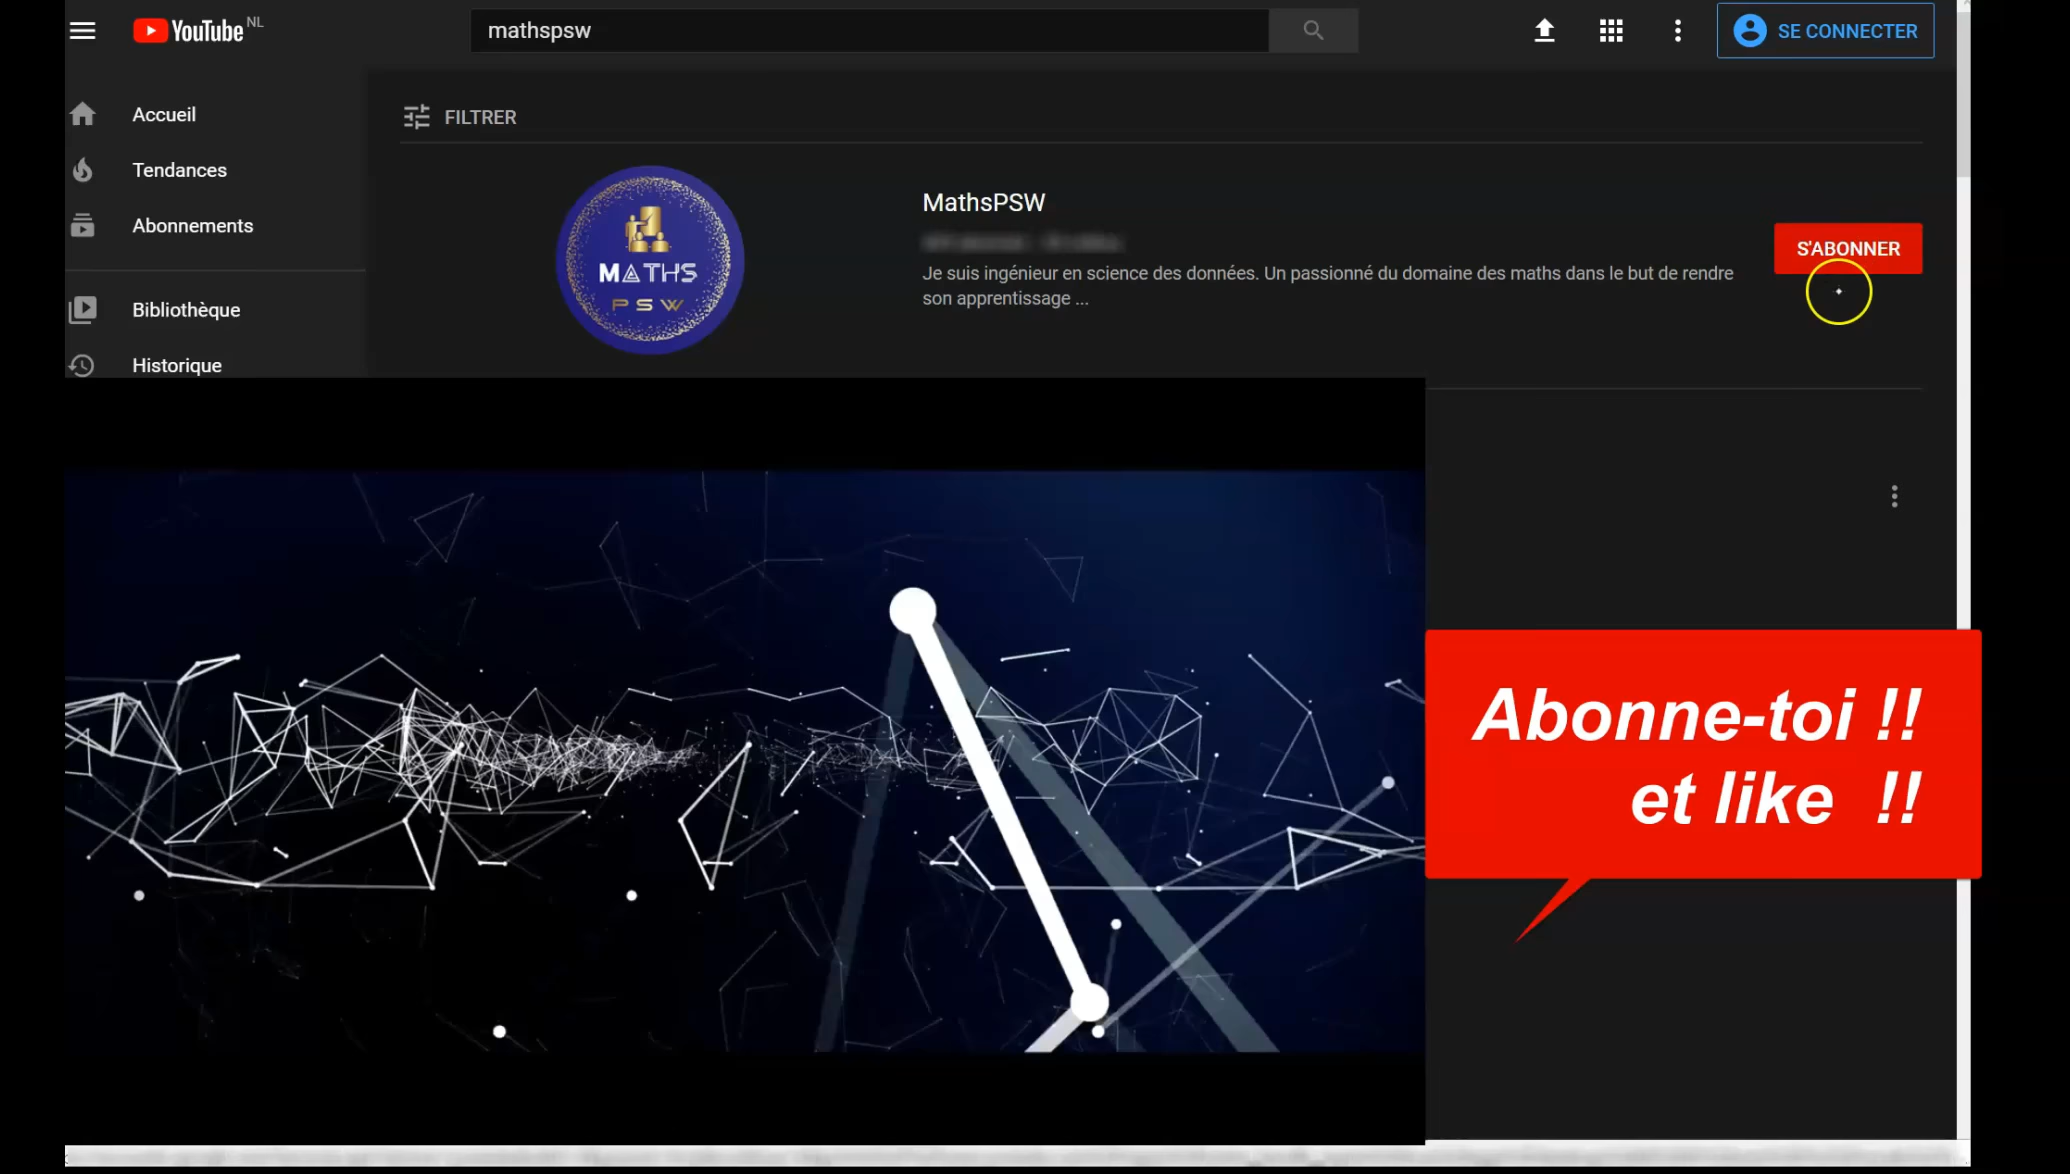 YouTube NL
mathspsw
SE CONNECTER
Accueil
Tendances
Abonnements
Bibliothèque
Historique
FILTRER
MATHS
PSW
MathsPSW
Je suis ingénieur en science des données. Un passionné du domaine des maths dans le but de rendre
son apprentissage ...
S'ABONNER
Abonne-toi !!
et like !!